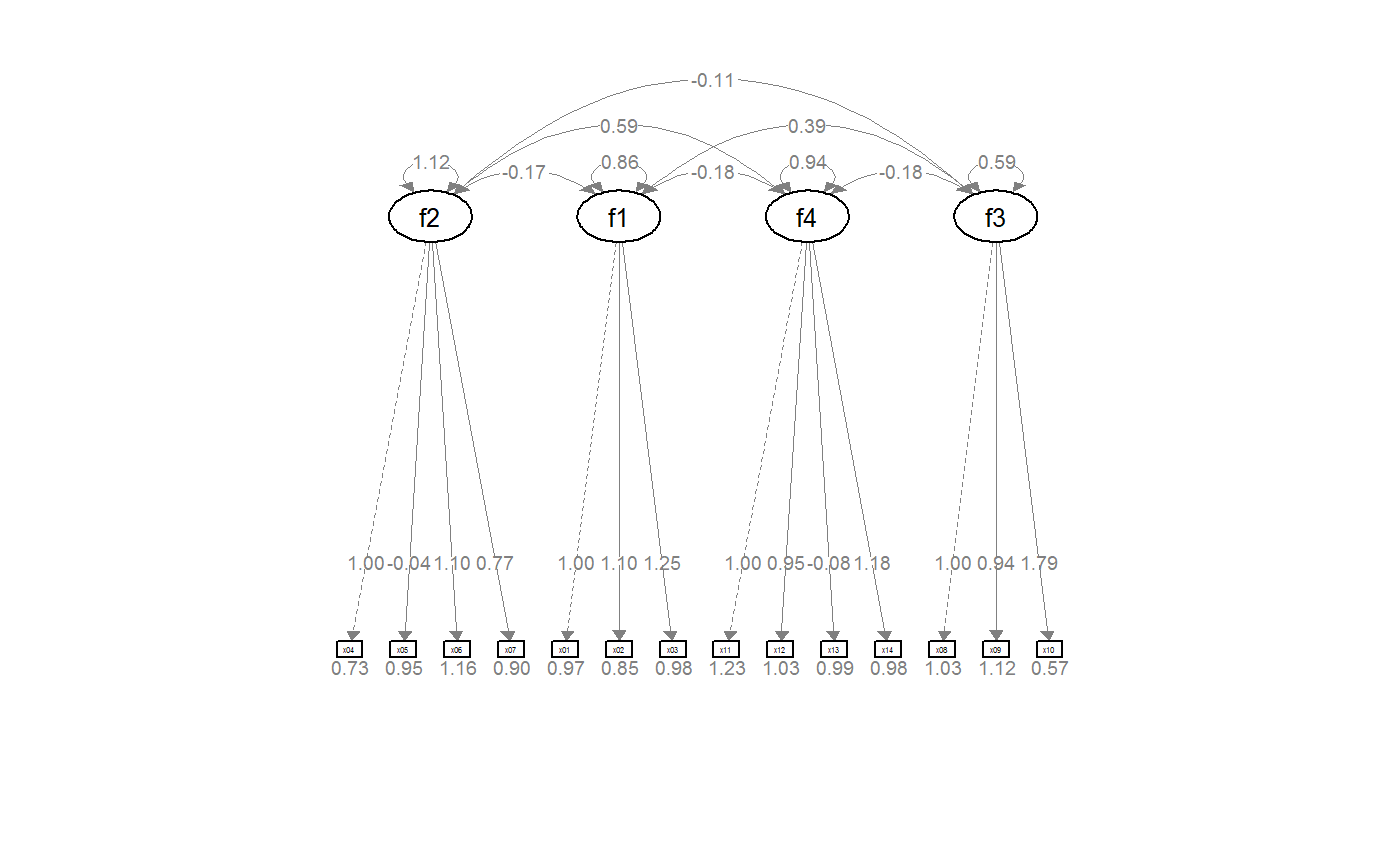 -0.11
0.59 0.39
1.12 -0.17 0.86 -0.18 0.94 -0.18 0.59
f2 f1 f4 f3
1.00 -0.04 1.10 0.77 1.00 1.10 1.25 1.00 0.95 -0.08 1.18 1.00 0.94 1.79
x04 x05 x06 x07 x01 x02 x03 x11 x12 x13 x14 x08 x09 x10
0.73 0.95 1.16 0.90 0.97 0.85 0.98 1.23 1.03 0.99 0.98 1.03 1.12 0.57